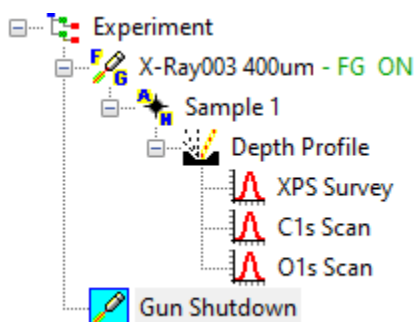 Experiment
F G X-Ray003 400um - FG ON
A H Sample 1
Depth Profile
XPS Survey
C1s Scan
O1s Scan
Gun Shutdown